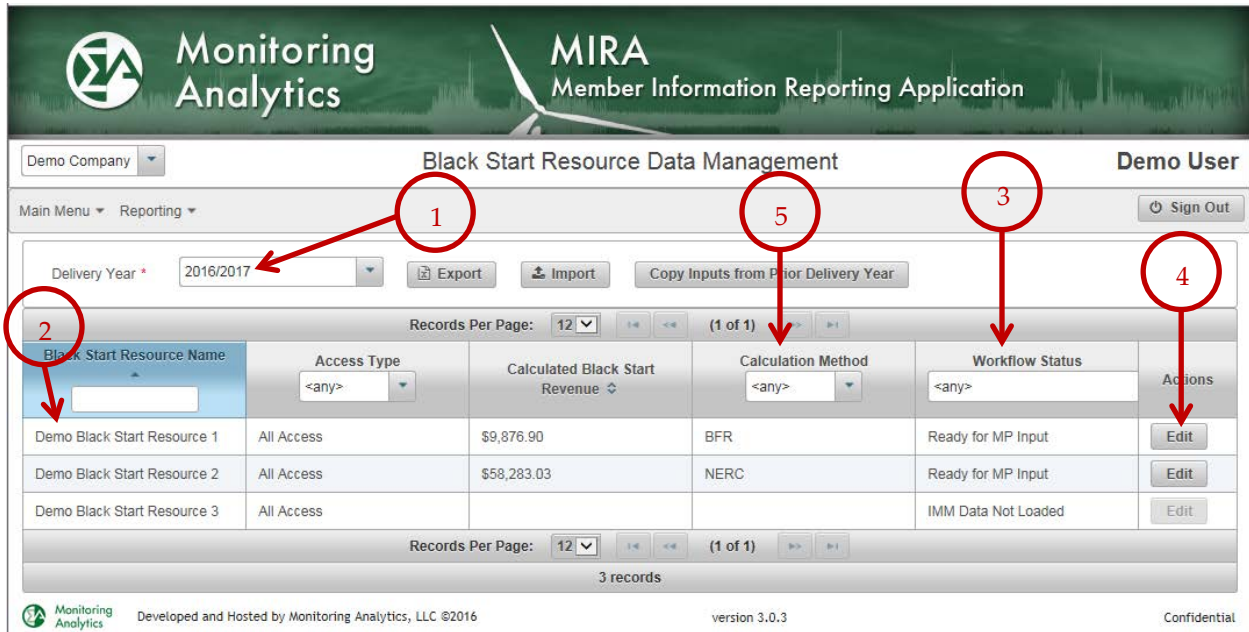 Monitoring Analytics
MIRA
Member Information Reporting Application
Demo Company
Black Start Resource Data Management
Demo User
Main Menu
Reporting
1
5
3
Sign Out
Delivery Year *
2016/2017
Export
Import
Copy Inputs from Prior Delivery Year
4
2
Records Per Page: 12 (1 of 1)
Black Start Resource Name
Access Type
<any>
Calculated Black Start Revenue
Calculation Method
<any>
Workflow Status
<any>
Actions
Demo Black Start Resource 1 All Access $9,876.90 BFR Ready for MP Input Edit
Demo Black Start Resource 2 All Access $58,283.03 NERC Ready for MP Input Edit
Demo Black Start Resource 3 All Access IMM Data Not Loaded Edit
Records Per Page: 12 (1 of 1)
3 records
Monitoring Analytics
Developed and Hosted by Monitoring Analytics, LLC ©2016
version 3.0.3
Confidential